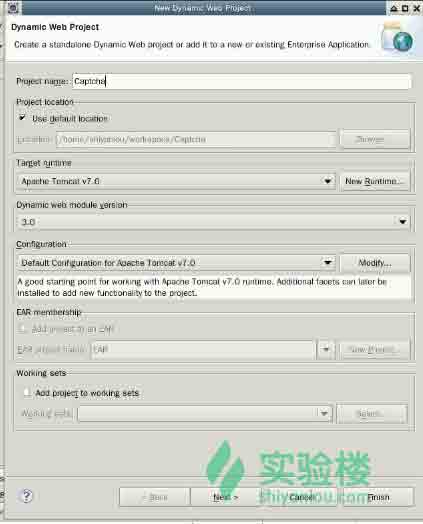 New Dynamic Web Project
Dynamic Web Project
Create a standalone Dynamic Web project or add it to a new or existing Enterprise Application.
Project name: Captcha
Project location
Use default location
Location: /home/shiyanlou/workspace/Captcha Browse...
Target runtime
Apache Tomcat v7.0 New Runtime...
Dynamic web module version
3.0
Configuration
Default Configuration for Apache Tomcat v7.0 Modify...
A good starting point for working with Apache Tomcat v7.0 runtime. Additional facets can later be
installed to add new functionality to the project.
EAR membership
Add project to an EAR
EAR project name: EAR New Project...
Working sets
Add project to working sets
Working sets: Select...
实验楼
shiyanlou.com
? < Back Next > Cancel Finish